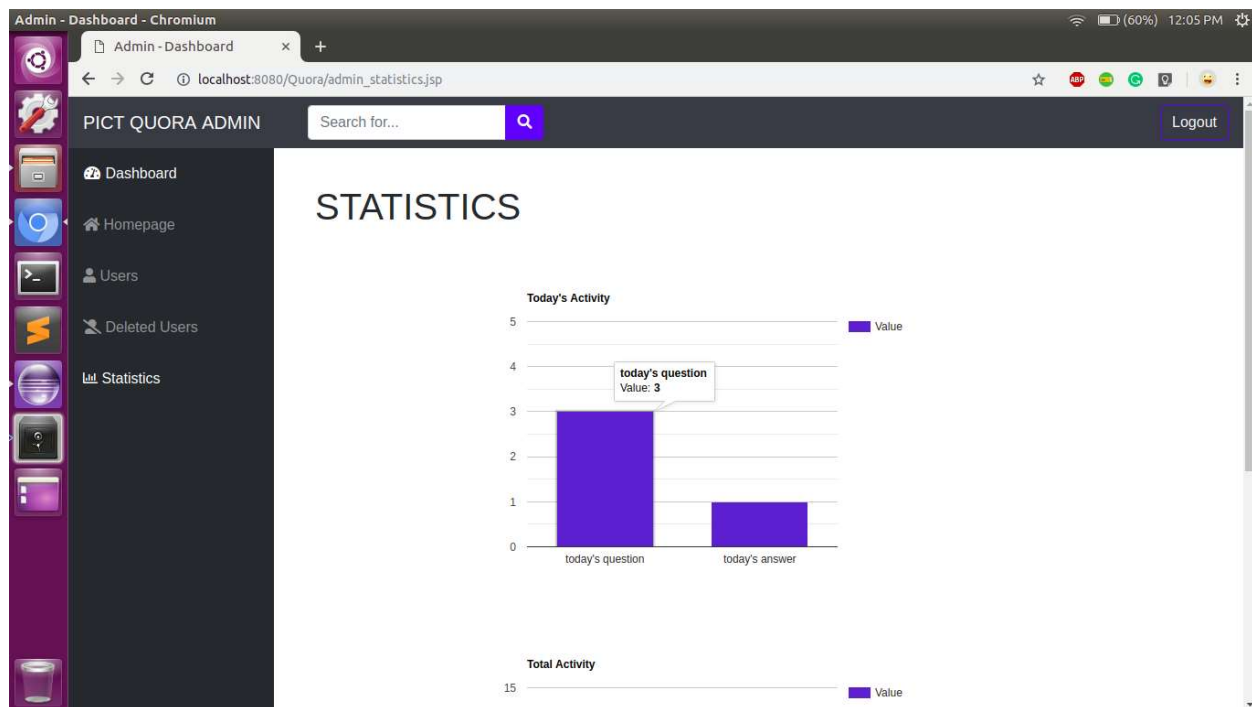 Admin - Dashboard - Chromium
(60%) 12:05 PM
Admin - Dashboard
localhost:8080/Quora/admin_statistics.jsp
ABP
PICT QUORA ADMIN
Search for...
Logout
Dashboard
Homepage
Users
Deleted Users
Statistics
STATISTICS
Today's Activity
5
4
3
2
1
0
today's question
Value: 3
Value
today's question
today's answer
Total Activity
15
Value